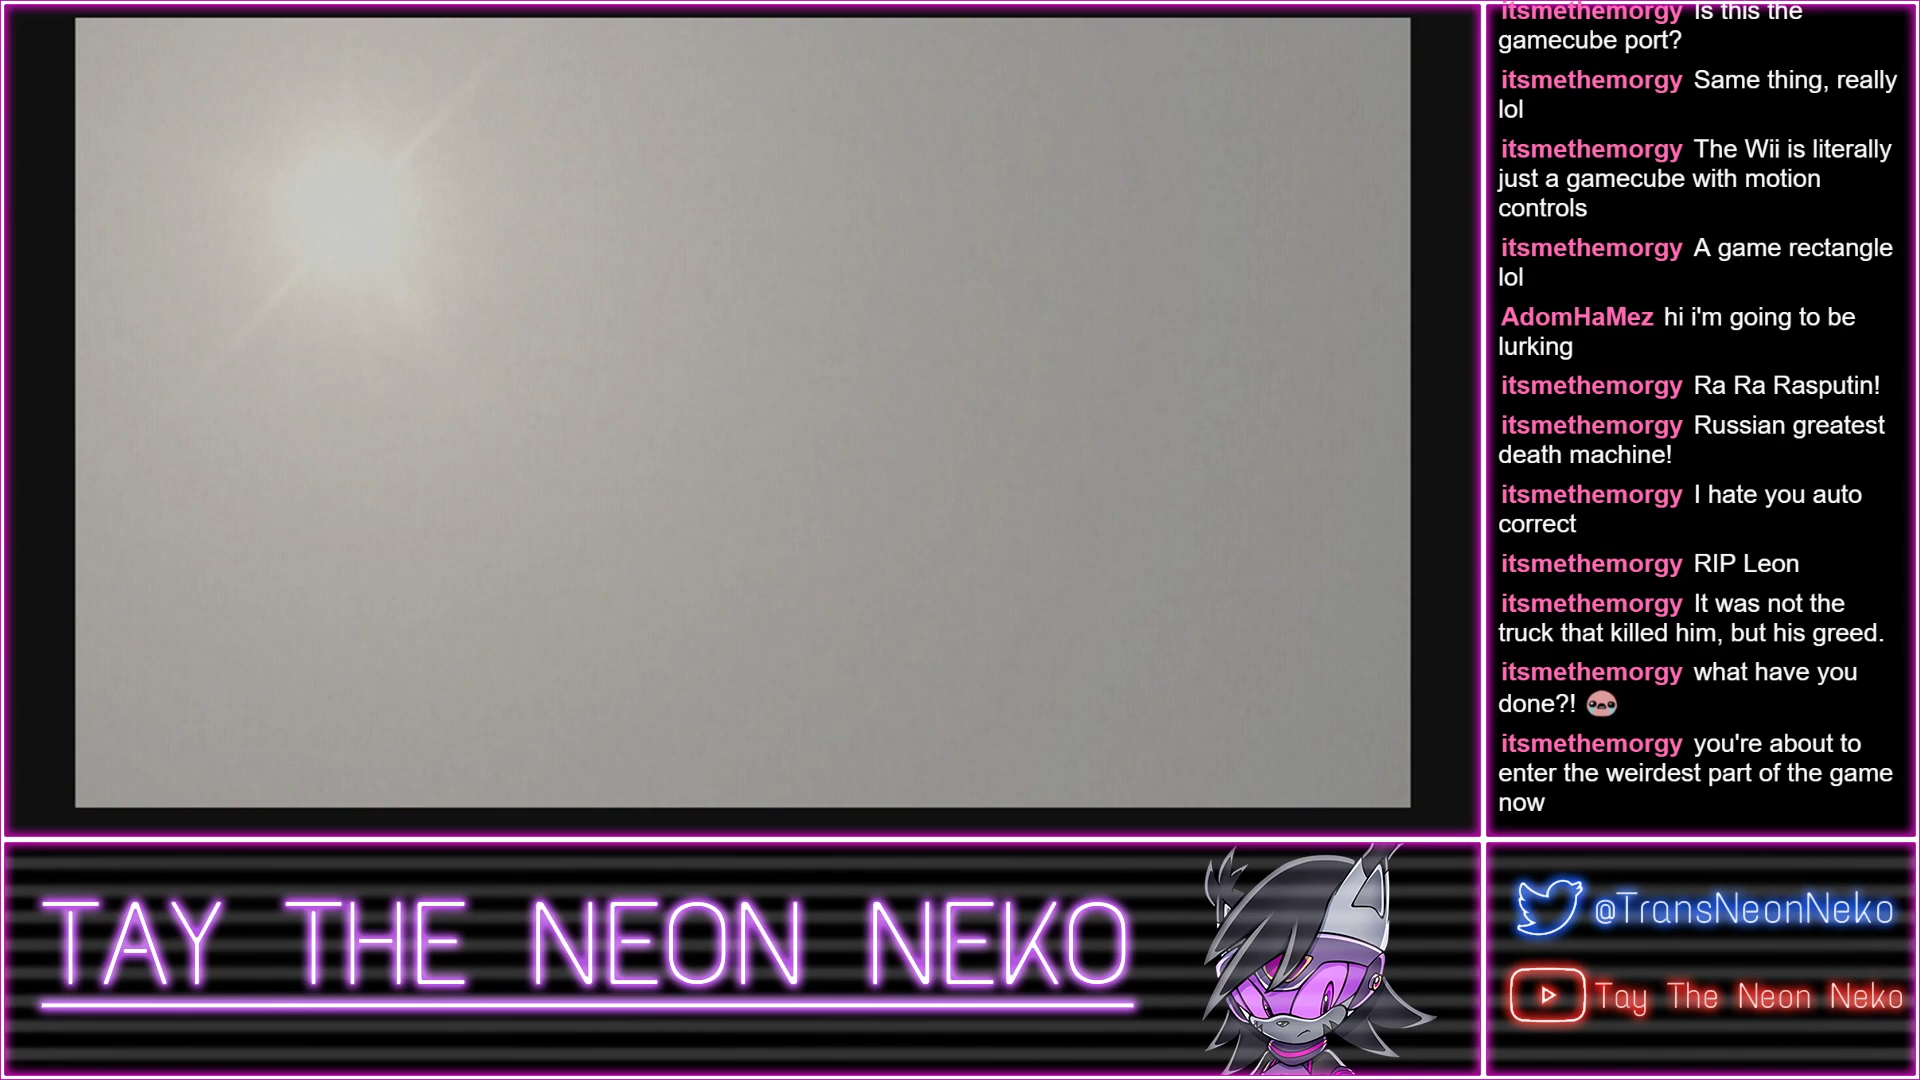 itsmethemorgy Is this the
gamecube port?
itsmethemorgy Same thing, really
lol
itsmethemorgy The Wii is literally
just a gamecube with motion
controls
itsmethemorgy A game rectangle
lol
AdomHaMez hi i'm going to be
lurking
itsmethemorgy Ra Ra Rasputin!
itsmethemorgy Russian greatest
death machine!
itsmethemorgy I hate you auto
correct
itsmethemorgy RIP Leon
itsmethemorgy It was not the
truck that killed him, but his greed.
itsmethemorgy what have you
done?!
itsmethemorgy you're about to
enter the weirdest part of the game
now
TAY THE NEON NEKO
@TransNeonNeko
Tay The Neon Neko